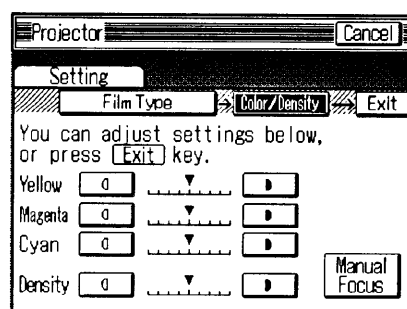 Projector Cancel
Setting
Film Type Color/Density Exit
You can adjust settings below,
or press Exit key.
Yellow
Magenta
Cyan
Density
Manual
Focus